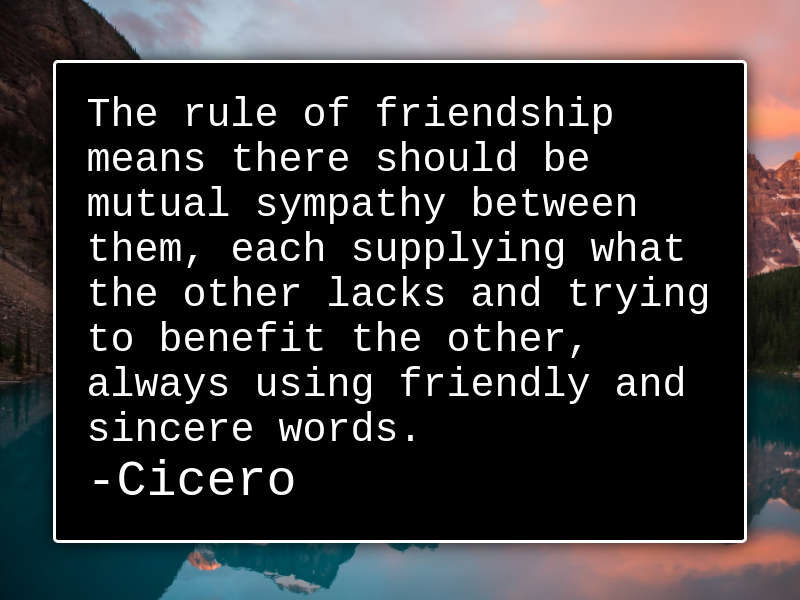 The rule of friendship
means there should be
mutual sympathy between
them, each supplying what
the other lacks and trying
to benefit the other,
always using friendly and
sincere words.
-Cicero